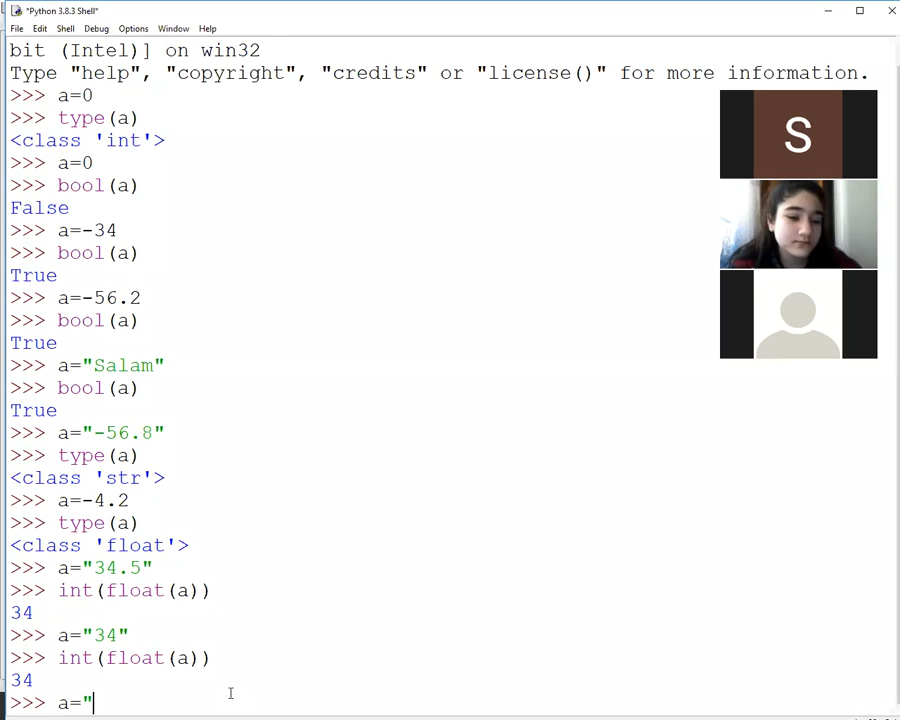 *Python 3.8.3 Shell*
File Edit Shell Debug Options Window Help
bit (Intel)] on win32
Type "help", "copyright", "credits" or "license()" for more information.
>>> a=0
>>> type(a)
<class 'int'>
>>> a=0
>>> bool(a)
False
>>> a=-34
>>> bool(a)
True
>>> a=-56.2
>>> bool(a)
True
>>> a="Salam"
>>> bool(a)
True
>>> a="-56.8"
>>> type(a)
<class 'str'>
>>> a=-4.2
>>> type(a)
<class 'float'>
>>> a="34.5"
>>> int(float(a))
34
>>> a="34"
>>> int(float(a))
34
>>> a="
S